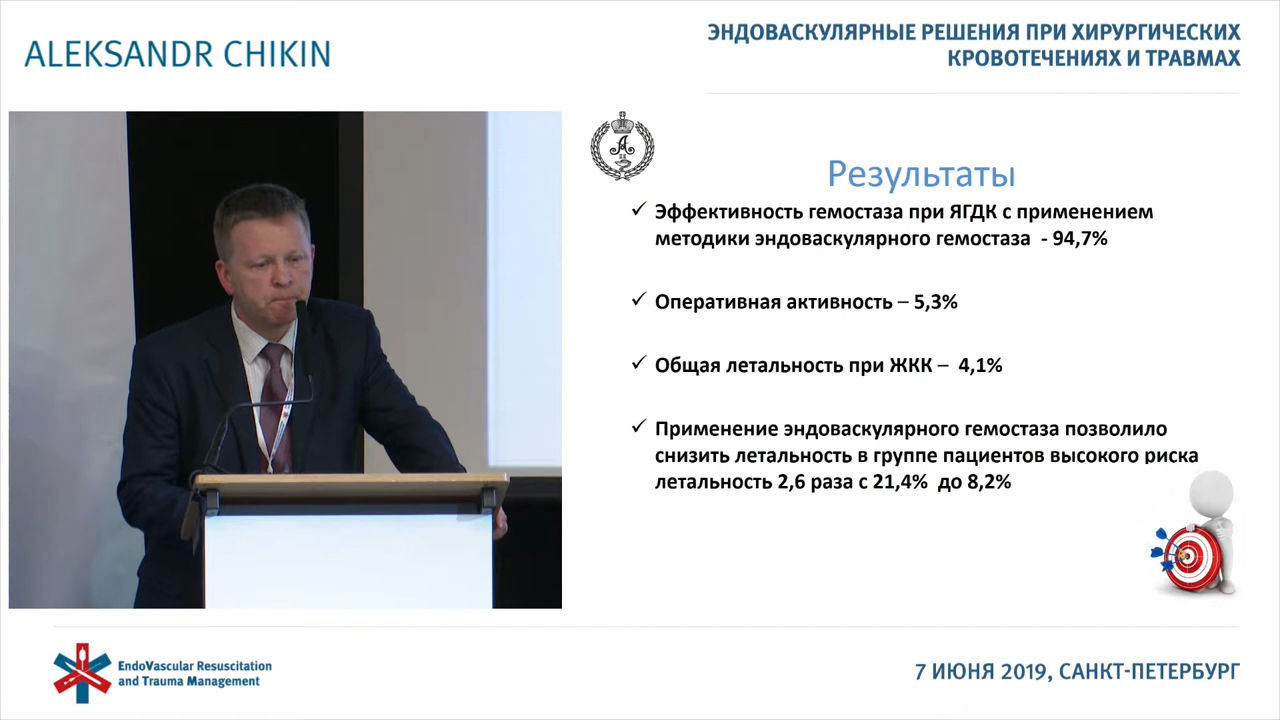 ALEKSANDR CHIKIN
ЭНДОВАСКУЛЯРНЫЕ РЕШЕНИЯ ПРИ ХИРУРГИЧЕСКИХ
КРОВОТЕЧЕНИЯХ И ТРАВМАХ
Результаты
✓ Эффективность гемостаза при ЯГДК с применением
методики эндоваскулярного гемостаза - 94,7%
✓ Оперативная активность – 5,3%
✓ Общая летальность при ЖКК – 4,1%
✓ Применение эндоваскулярного гемостаза позволило
снизить летальность в группе пациентов высокого риска
летальность 2,6 раза с 21,4% до 8,2%
EndoVascular Resuscitation
and Trauma Management
7 ИЮНЯ 2019, САНКТ-ПЕТЕРБУРГ